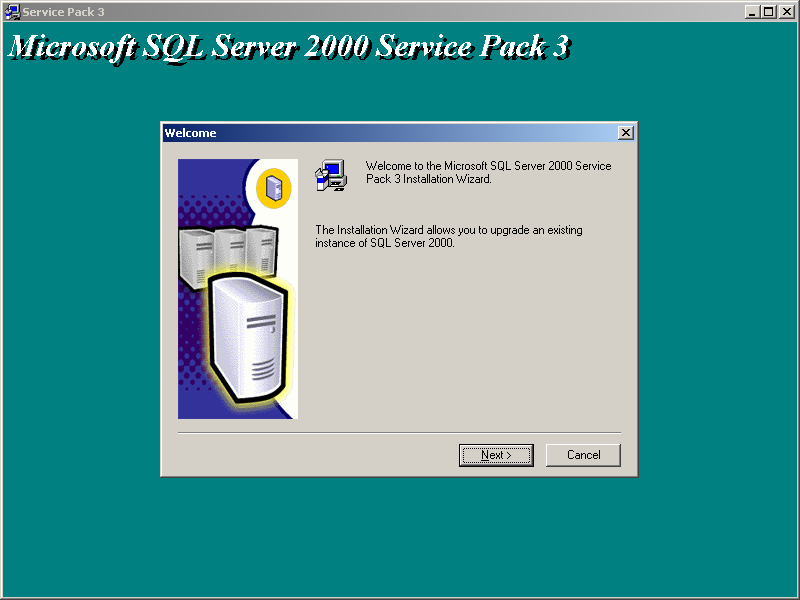 Service Pack 3
Microsoft SQL Server 2000 Service Pack 3
Welcome
Welcome to the Microsoft SQL Server 2000 Service
Pack 3 Installation Wizard.
The Installation Wizard allows you to upgrade an existing
instance of SQL Server 2000.
Next >
Cancel